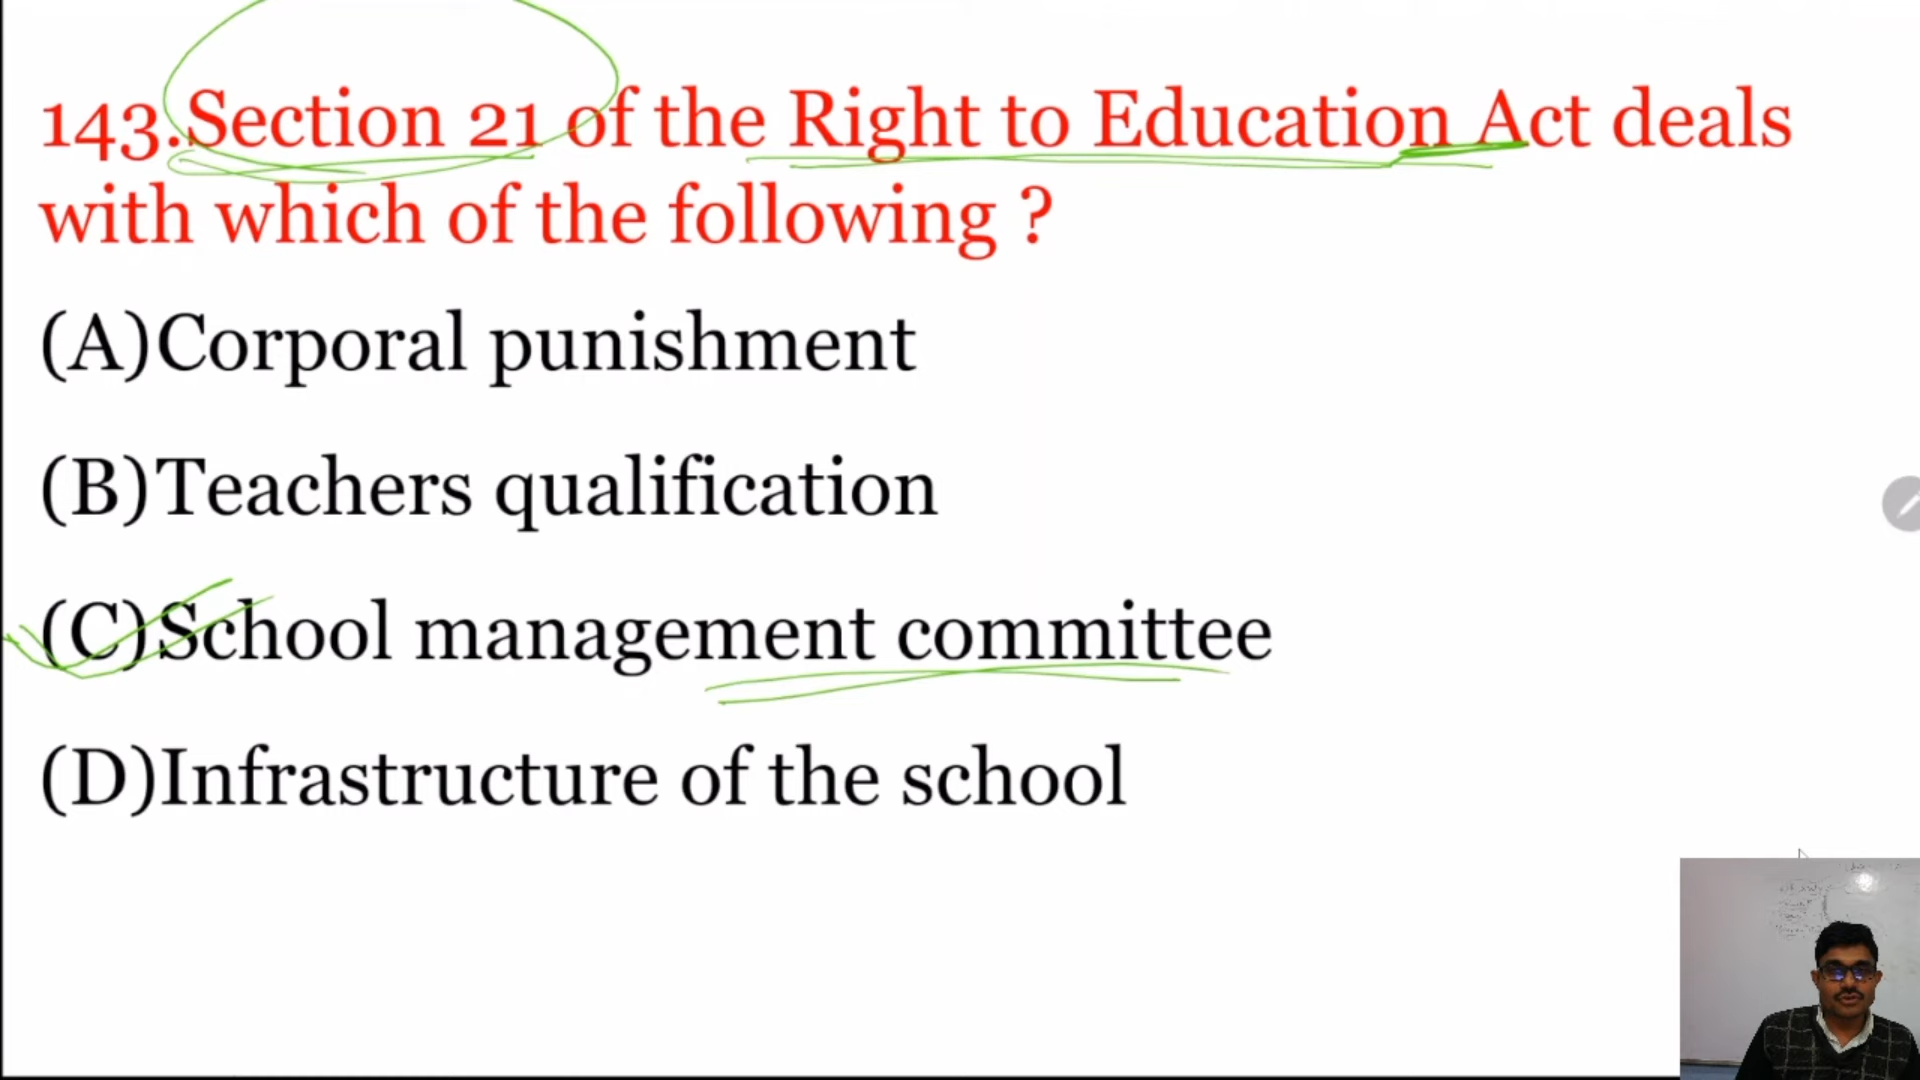 143.Section 21 of the Right to Education Act deals
with which of the following ?
(A)Corporal punishment
(B)Teachers qualification
(C)School management committee
(D)Infrastructure of the school